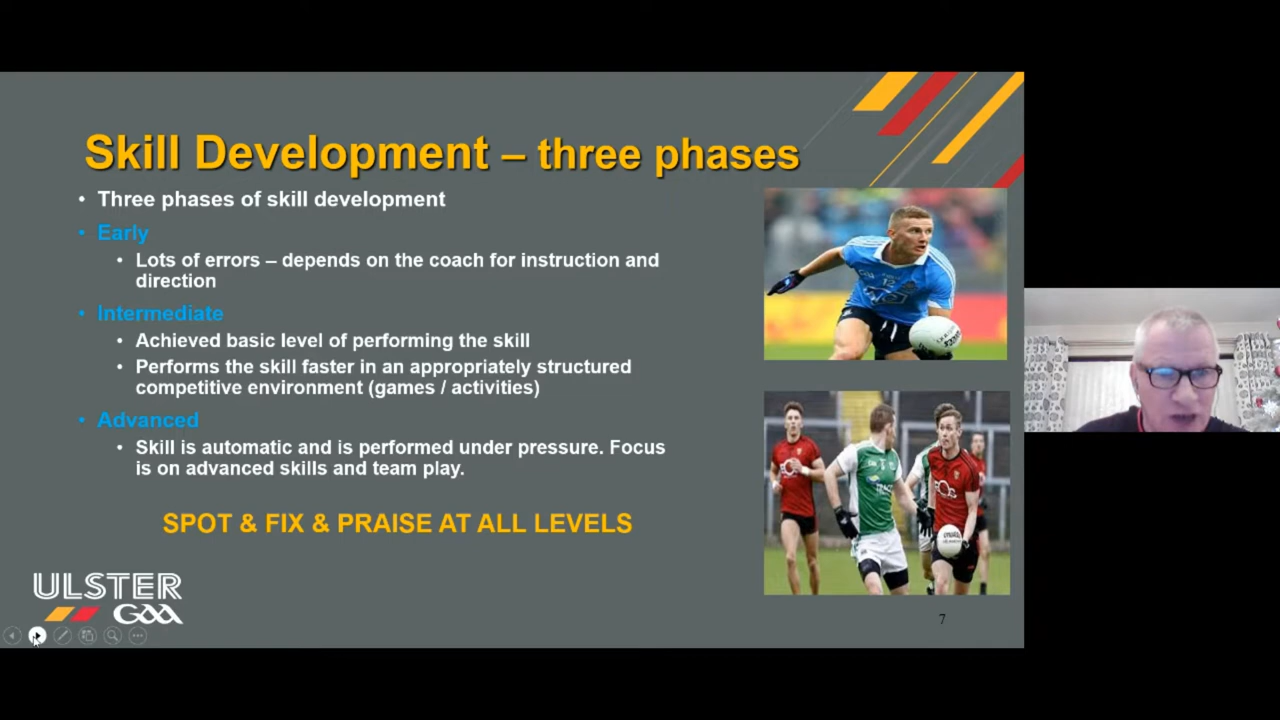 Skill Development – three phases
• Three phases of skill development
• Early
• Lots of errors – depends on the coach for instruction and
direction
• Intermediate
• Achieved basic level of performing the skill
• Performs the skill faster in an appropriately structured
competitive environment (games / activities)
• Advanced
• Skill is automatic and is performed under pressure. Focus
is on advanced skills and team play.
SPOT & FIX & PRAISE AT ALL LEVELS
12
ULSTER
GAA
7